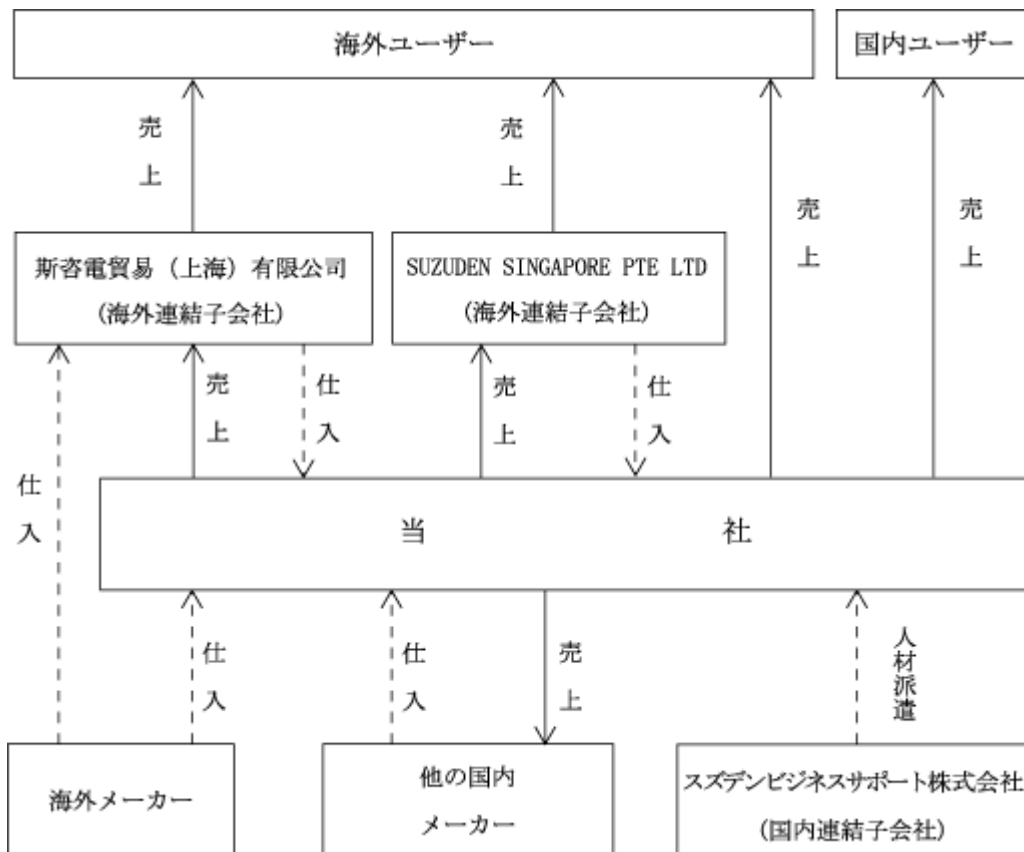 海外ユーザー
国内ユーザー
売上
売上
売上
売上
斯咨電貿易（上海）有限公司
(海外連結子会社)
SUZUDEN SINGAPORE PTE LTD
(海外連結子会社)
売上
仕入
売上
仕入
仕入
当社
仕入
仕入
売上
人材派遣
海外メーカー
他の国内
メーカー
スズデンビジネスサポート株式会社
(国内連結子会社)